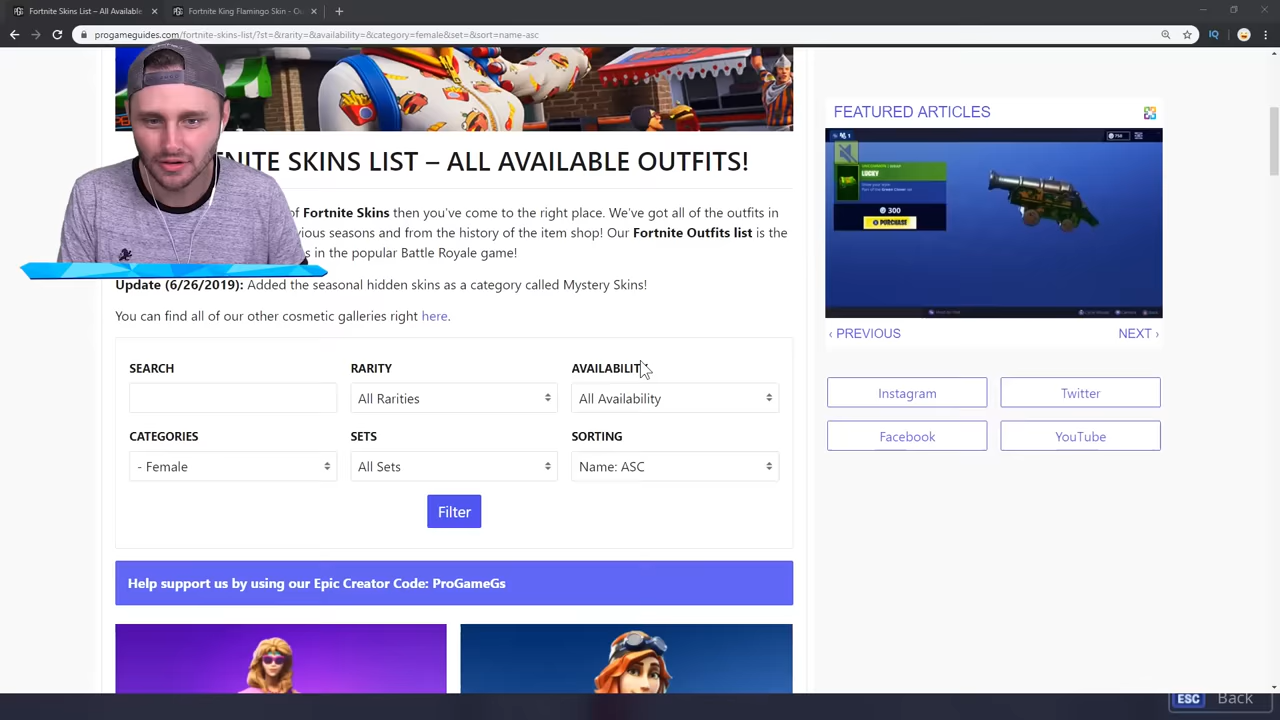 Fortnite Skins List – All Available
Fortnite King Flamingo Skin - Ou
progameguides.com/fortnite-skins-list/?st=&rarity=&availability=&category=female&set=&sort=name-asc
NITE SKINS LIST – ALL AVAILABLE OUTFITS!
of Fortnite Skins then you've come to the right place. We've got all of the outfits in
vious seasons and from the history of the item shop! Our Fortnite Outfits list is the
s in the popular Battle Royale game!
Update (6/26/2019): Added the seasonal hidden skins as a category called Mystery Skins!
You can find all of our other cosmetic galleries right here.
SEARCH
RARITY
AVAILABILITY
All Rarities
All Availability
CATEGORIES
SETS
SORTING
- Female
All Sets
Name: ASC
Filter
Help support us by using our Epic Creator Code: ProGameGs
FEATURED ARTICLES
LUCKY
300
PURCHASE
‹ PREVIOUS
NEXT ›
Instagram
Twitter
Facebook
YouTube
ESC Back